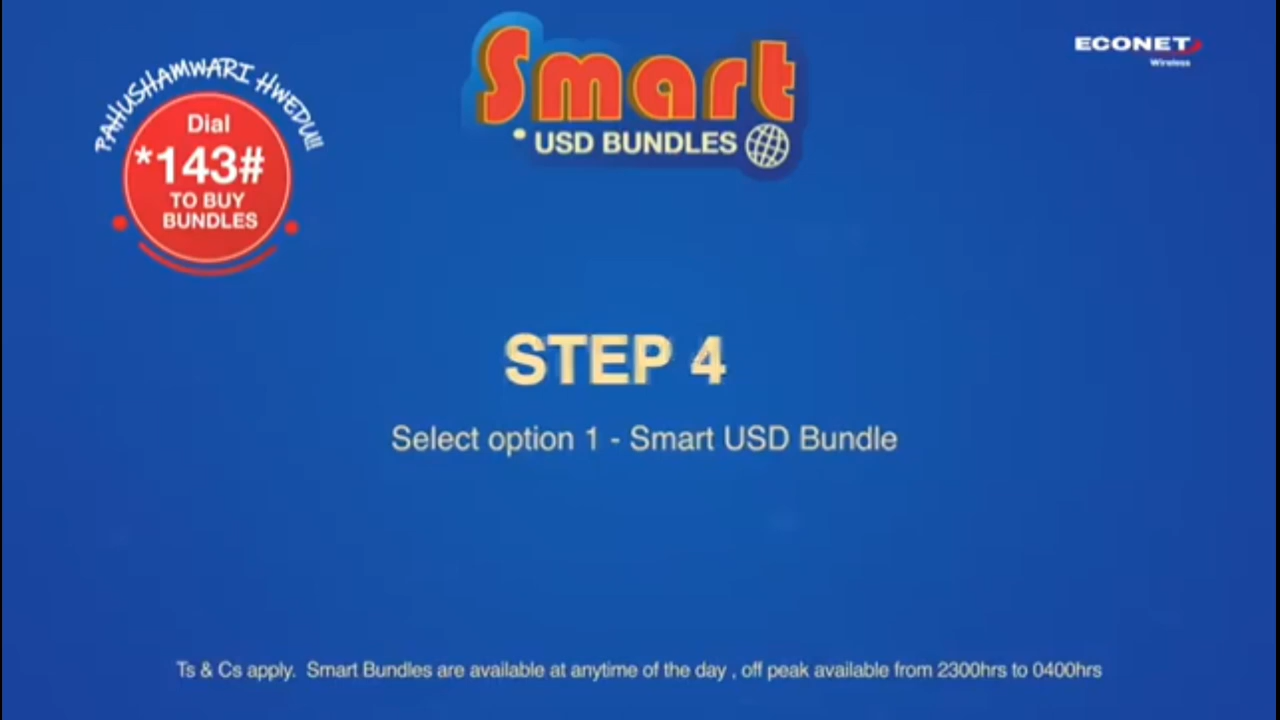 PAHUSHAMWARI HWEDU!!
Dial
*143#
TO BUY
BUNDLES
Smart
USD BUNDLES
ECONET
Wireless
STEP 4
Select option 1 - Smart USD Bundle
Ts & Cs apply. Smart Bundles are available at anytime of the day , off peak available from 2300hrs to 0400hrs